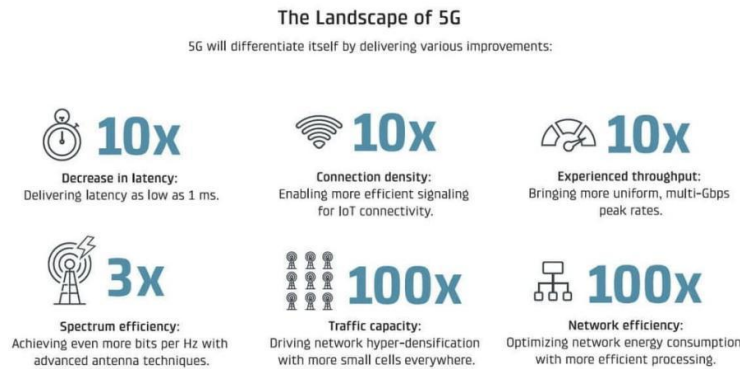 The Landscape of 5G
5G will differentiate itself by delivering various improvements:
10x
Decrease in latency:
Delivering latency as low as 1 ms.
10x
Connection density:
Enabling more efficient signaling
for IoT connectivity.
10x
Experienced throughput:
Bringing more uniform, multi-Gbps
peak rates.
3x
Spectrum efficiency:
Achieving even more bits per Hz with
advanced antenna techniques.
100x
Traffic capacity:
Driving network hyper-densification
with more small cells everywhere.
100x
Network efficiency:
Optimizing network energy consumption
with more efficient processing.